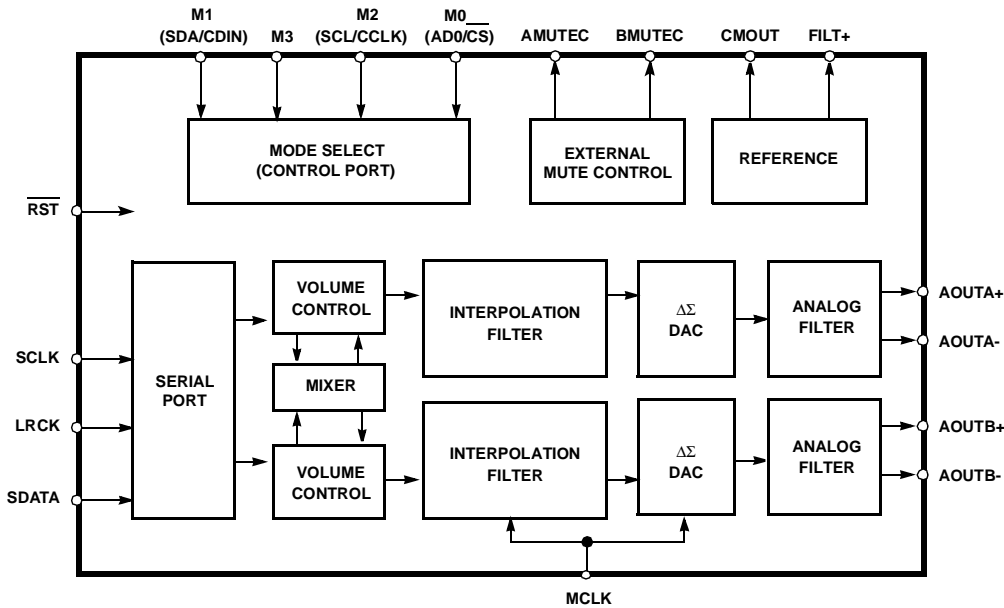 M1
(SDA/CDIN)
M3
M2
(SCL/CCLK)
M0
(AD0/C̅S̅)
AMUTEC
BMUTEC
CMOUT
FILT+
MODE SELECT
(CONTROL PORT)
EXTERNAL
MUTE CONTROL
REFERENCE
R̅S̅T̅
SCLK
LRCK
SDATA
SERIAL
PORT
VOLUME
CONTROL
MIXER
VOLUME
CONTROL
INTERPOLATION
FILTER
ΔΣ
DAC
ANALOG
FILTER
AOUTA+
AOUTA-
INTERPOLATION
FILTER
ΔΣ
DAC
ANALOG
FILTER
AOUTB+
AOUTB-
MCLK